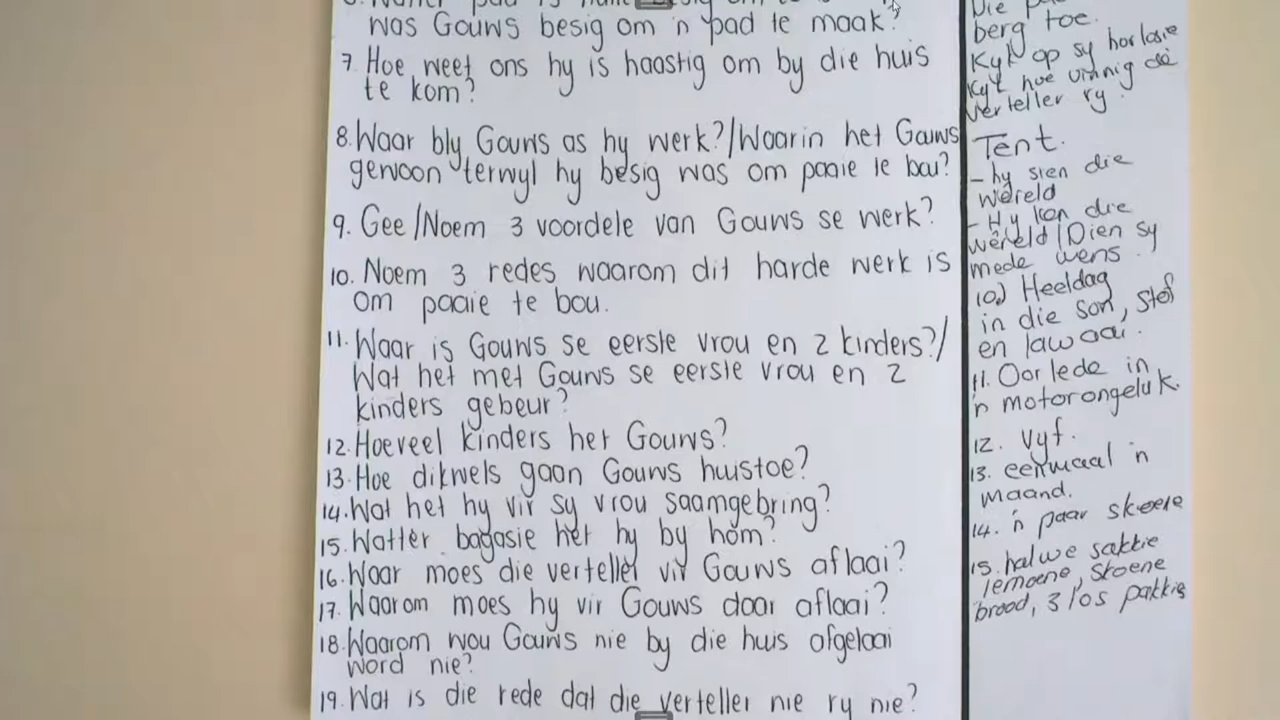 was Gouws besig om 'n pad te maak?
7. Hoe weet ons hy is haastig om by die huis
te kom?
8. Waar bly Gouws as hy werk?/Waarin het Gouws
gewoon terwyl hy besig was om paaie te bou?
9. Gee/Noem 3 voordele van Gouws se werk?
10. Noem 3 redes waarom dit harde werk is
om paaie te bou.
11. Waar is Gouws se eerste vrou en 2 kinders?/
Wat het met Gouws se eerste vrou en 2
kinders gebeur?
12. Hoeveel kinders het Gouws?
13. Hoe dikwels gaan Gouws huistoe?
14. Wat het hy vir sy vrou saamgebring?
15. Watter bagasie het hy by hom?
16. Waar moes die verteller vir Gouws aflaai?
17. Waarom moes hy vir Gouws daar aflaai?
18. Waarom wou Gouws nie by die huis afgelaai
word nie?
19. Wat is die rede dat die verteller nie ry nie?
Die
berg toe.
Kyk op sy horlosie
Kyk hoe vinnig die
verteller ry.
Tent.
- hy sien die
wêreld
- Hy ken die
wêreld/Dien sy
mede wens.
10.) Heeldag
in die son, stof
en lawaai.
11. Oorlede in
'n motorongeluk.
12. Vyf.
13. eenmaal 'n
maand.
14. 'n paar skoene
15. halwe sakkie
lemoene, skoene
brood, 3 los pakkies